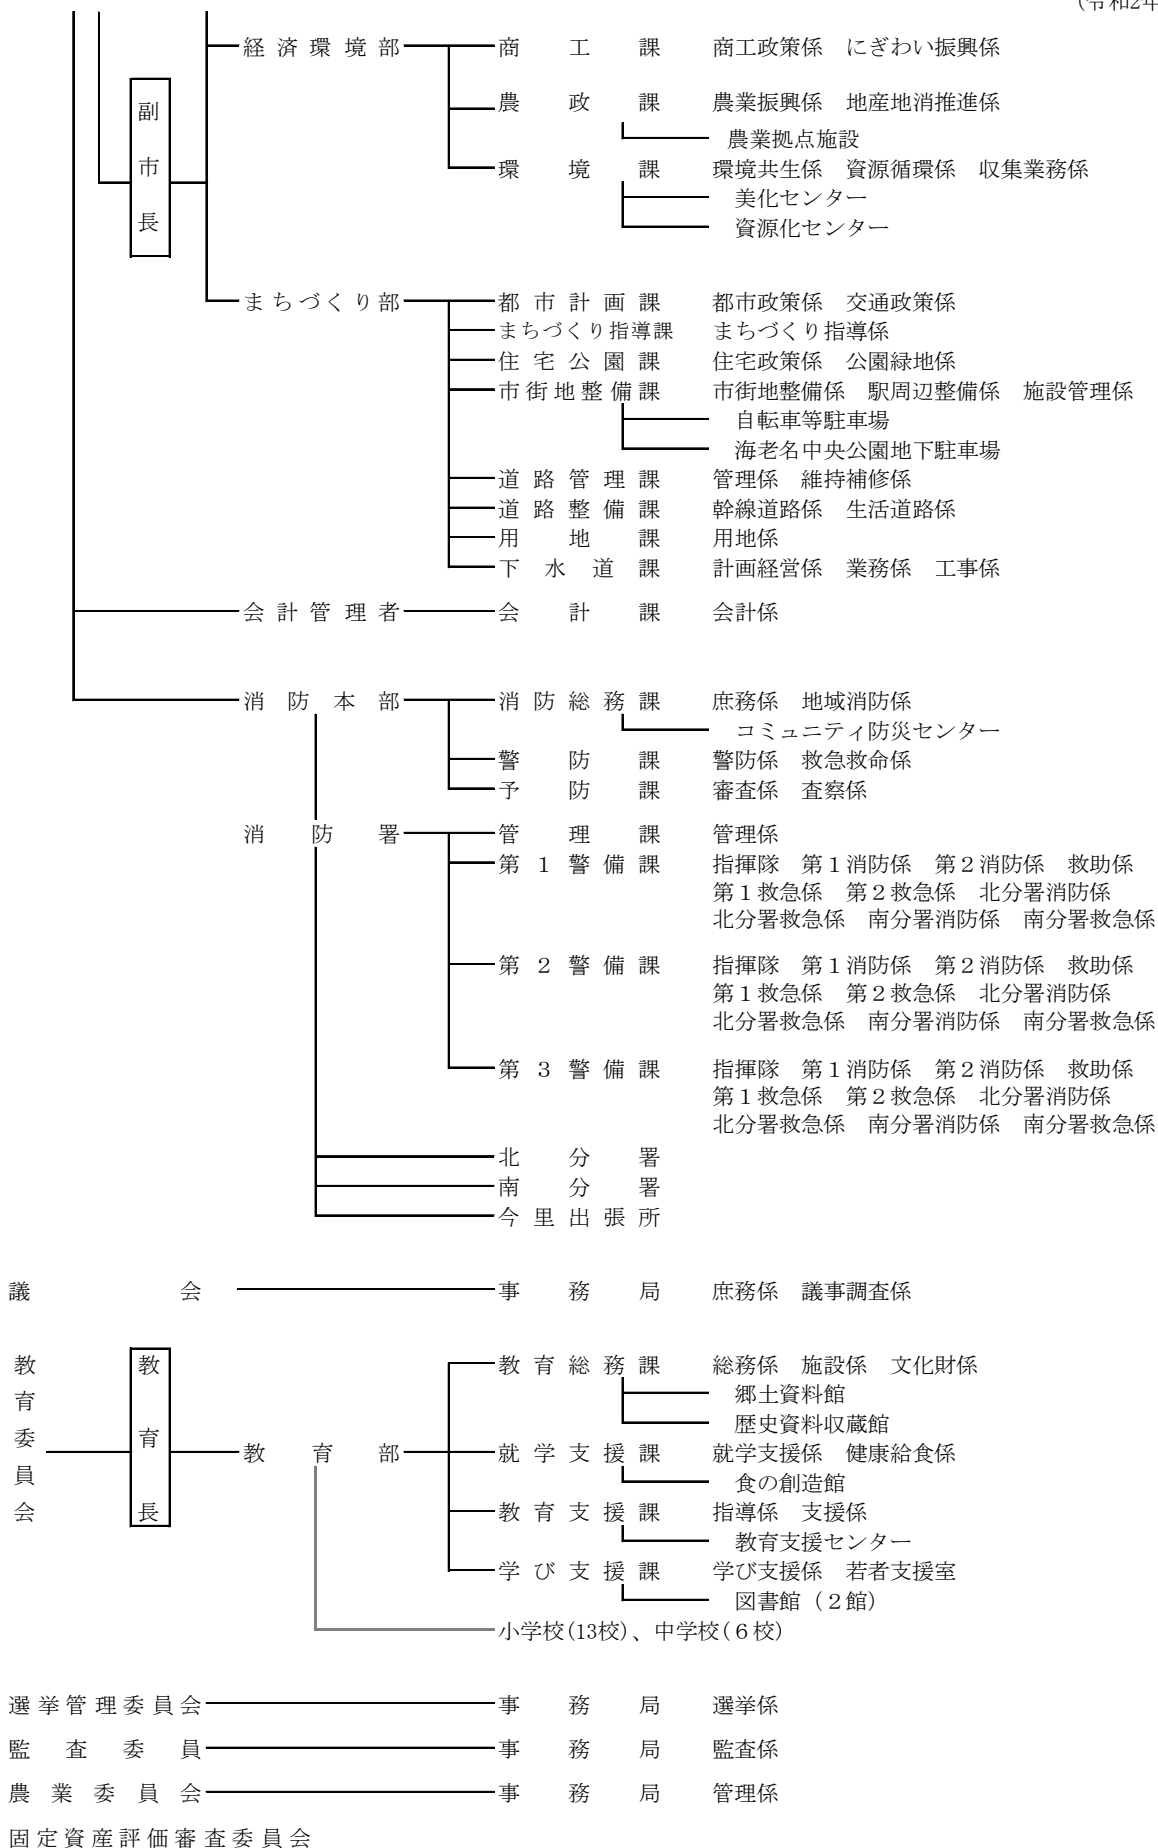 (令和2年
経済環境部 商工課 商工政策係 にぎわい振興係
農政課 農業振興係 地産地消推進係
農業拠点施設
環境課 環境共生係 資源循環係 収集業務係
美化センター
資源化センター
副市長
まちづくり部 都市計画課 都市政策係 交通政策係
まちづくり指導課 まちづくり指導係
住宅公園課 住宅政策係 公園緑地係
市街地整備課 市街地整備係 駅周辺整備係 施設管理係
自転車等駐車場
海老名中央公園地下駐車場
道路管理課 管理係 維持補修係
道路整備課 幹線道路係 生活道路係
用地課 用地係
下水道課 計画経営係 業務係 工事係
会計管理者 会計課 会計係
消防本部 消防総務課 庶務係 地域消防係
コミュニティ防災センター
警防課 警防係 救急救命係
予防課 審査係 査察係
消防署 管理課 管理係
第1警備課 指揮隊 第1消防係 第2消防係 救助係
第1救急係 第2救急係 北分署消防係
北分署救急係 南分署消防係 南分署救急係
第2警備課 指揮隊 第1消防係 第2消防係 救助係
第1救急係 第2救急係 北分署消防係
北分署救急係 南分署消防係 南分署救急係
第3警備課 指揮隊 第1消防係 第2消防係 救助係
第1救急係 第2救急係 北分署消防係
北分署救急係 南分署消防係 南分署救急係
北分署
南分署
今里出張所
議会 事務局 庶務係 議事調査係
教育委員会
教育長
教育部
教育総務課 総務係 施設係 文化財係
郷土資料館
歴史資料収蔵館
就学支援課 就学支援係 健康給食係
食の創造館
教育支援課 指導係 支援係
教育支援センター
学び支援課 学び支援係 若者支援室
図書館(2館)
小学校(13校)、中学校(6校)
選挙管理委員会 事務局 選挙係
監査委員 事務局 監査係
農業委員会 事務局 管理係
固定資産評価審査委員会